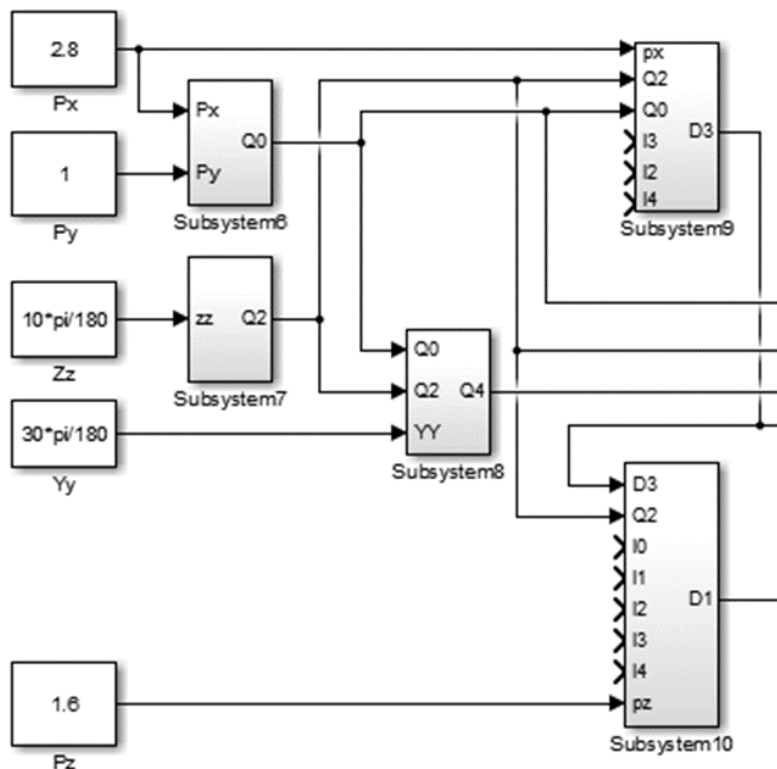 2.8
Px
1
Py
10*pi/180
Zz
30*pi/180
Yy
1.6
Pz
Px
Py
Q0
Subsystem6
zz
Q2
Subsystem7
Q0
Q2
YY
Q4
Subsystem8
px
Q2
Q0
I3
I2
I4
D3
Subsystem9
D3
Q2
I0
I1
I2
I3
I4
pz
D1
Subsystem10